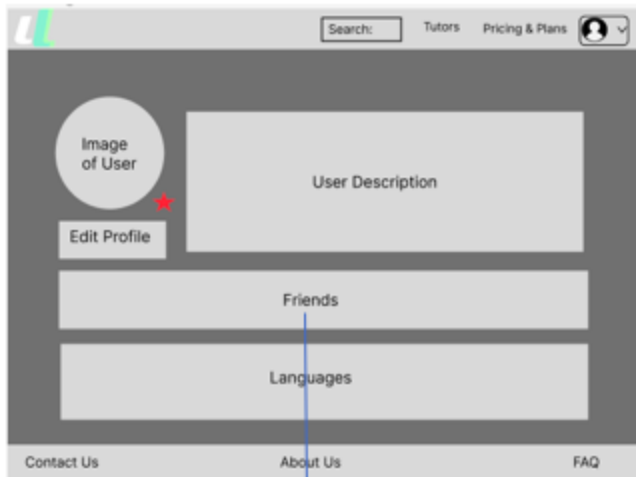 Search:
Tutors
Pricing & Plans
Image
of User
User Description
Edit Profile
Friends
Languages
Contact Us
About Us
FAQ